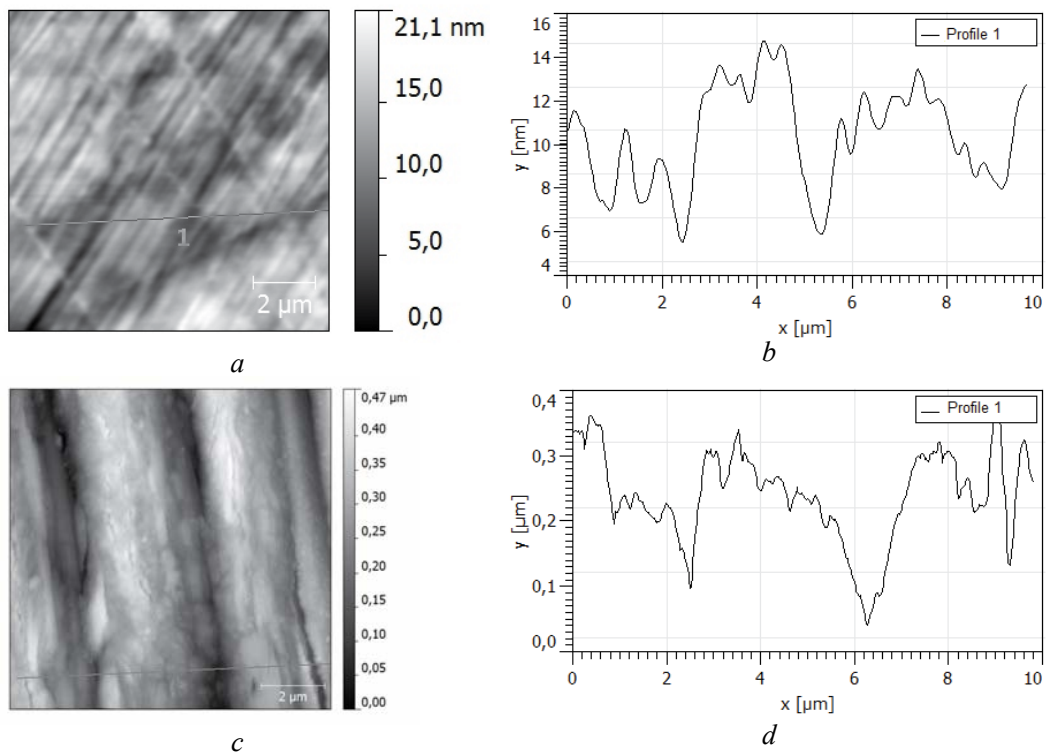 21,1 nm
15,0
10,0
5,0
0,0
1
2 µm
a
16
14
12
10
8
6
4
y [nm]
Profile 1
0 2 4 6 8 10
x [µm]
b
0,47 µm
0,40
0,35
0,30
0,25
0,20
0,15
0,10
0,05
0,00
2 µm
c
0,4
0,3
0,2
0,1
0,0
y [µm]
Profile 1
0 2 4 6 8 10
x [µm]
d